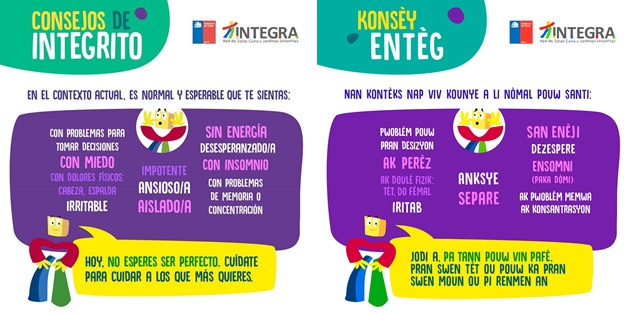 CONSEJOS DE
INTEGRITO
INTEGRA
Red de Salas Cuna y Jardines Infantiles
EN EL CONTEXTO ACTUAL, ES NORMAL Y ESPERABLE QUE TE SIENTAS:
CON PROBLEMAS PARA
TOMAR DECISIONES
CON MIEDO
CON DOLORES FÍSICOS:
CABEZA, ESPALDA
IRRITABLE
IMPOTENTE
ANSIOSO/A
AISLADO/A
SIN ENERGÍA
DESESPERANZADO/A
CON INSOMNIO
CON PROBLEMAS
DE MEMORIA O
CONCENTRACIÓN
HOY, NO ESPERES SER PERFECTO. CUÍDATE
PARA CUIDAR A LOS QUE MÁS QUIERES.
KONSÈY
ENTÈG
INTEGRA
Red de Salas Cuna y Jardines Infantiles
NAN KONTÈKS NAP VIV KOUNYE A LI NÒMAL POUW SANTI:
PWOBLÉM POUW
PRAN DESIZYON
AK PERÈZ
AK DOULÈ FIZIK:
TÈT, DO FÈMAL
IRITAB
ANKSYE
SEPARE
SAN ENÈJI
DEZESPERE
ENSOMNI
(PAKA DÒMI)
AK PWOBLÈM MEMWA
AK KONSANTRASYON
JODI A, PA TANN POUW VIN PAFÈ.
PRAN SWEN TÈT OU POUW KA PRAN
SWEN MOUN OU PI RENMEN AN